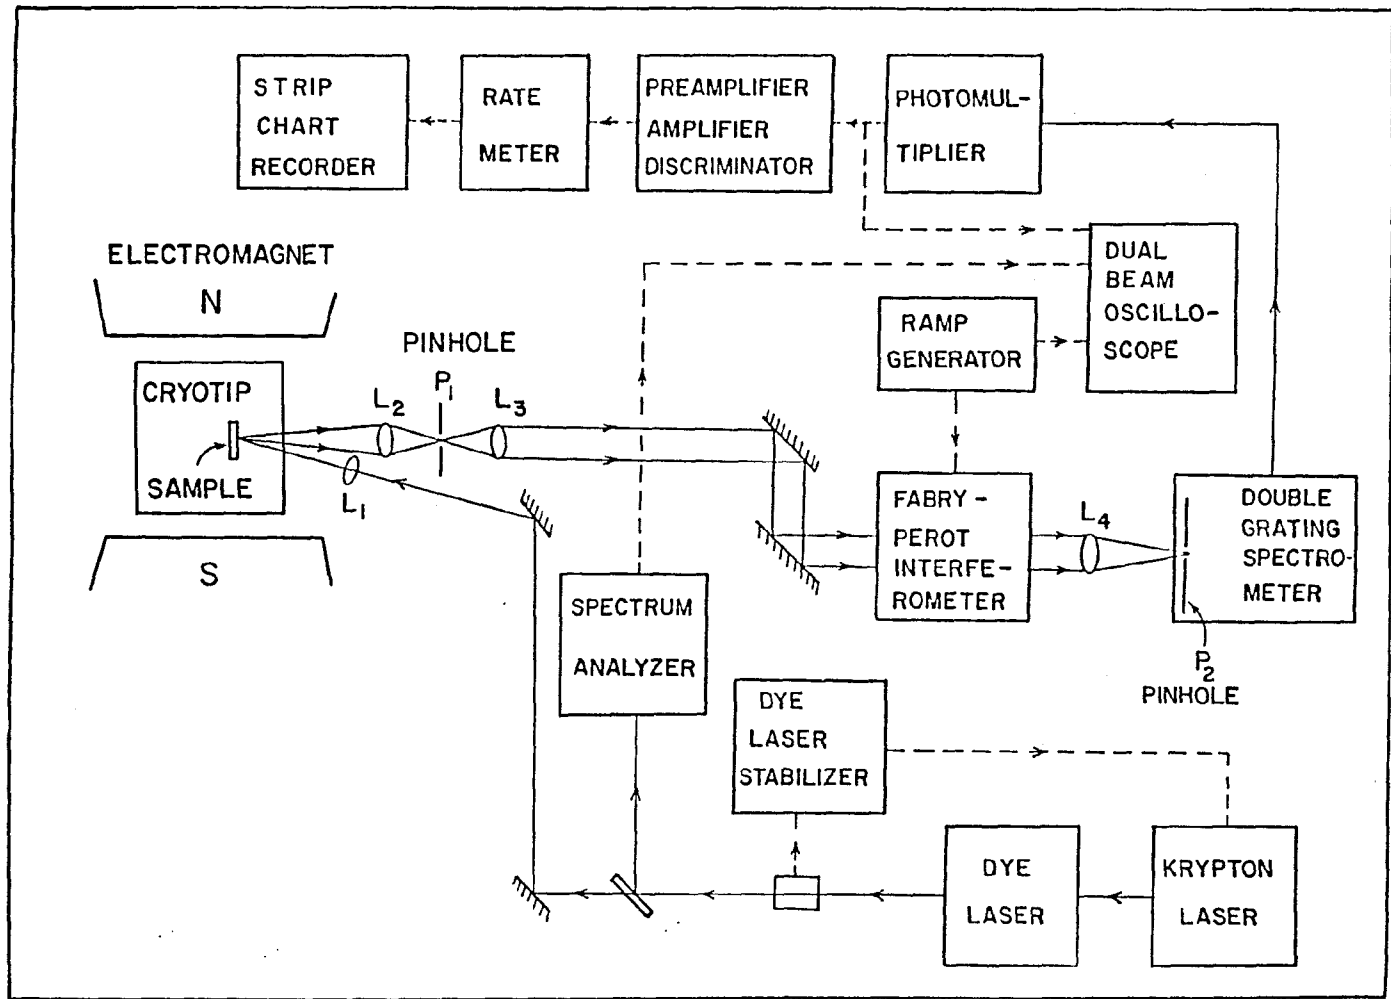 STRIP
CHART
RECORDER
RATE
METER
PREAMPLIFIER
AMPLIFIER
DISCRIMINATOR
PHOTOMUL-
TIPLIER
ELECTROMAGNET
N
DUAL
BEAM
OSCILLO-
SCOPE
RAMP
GENERATOR
PINHOLE
P1
CRYOTIP
L2
L3
SAMPLE
L1
S
FABRY-
PEROT
INTERFE-
ROMETER
L4
DOUBLE
GRATING
SPECTRO-
METER
P2
PINHOLE
SPECTRUM
ANALYZER
DYE
LASER
STABILIZER
DYE
LASER
KRYPTON
LASER